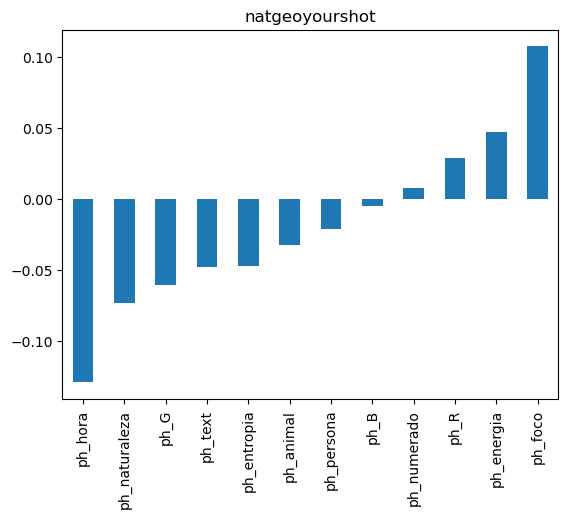 natgeoyourshot
0.10
0.05
0.00
−0.05
−0.10
ph_hora
ph_naturaleza
ph_G
ph_text
ph_entropia
ph_animal
ph_persona
ph_B
ph_numerado
ph_R
ph_energia
ph_foco